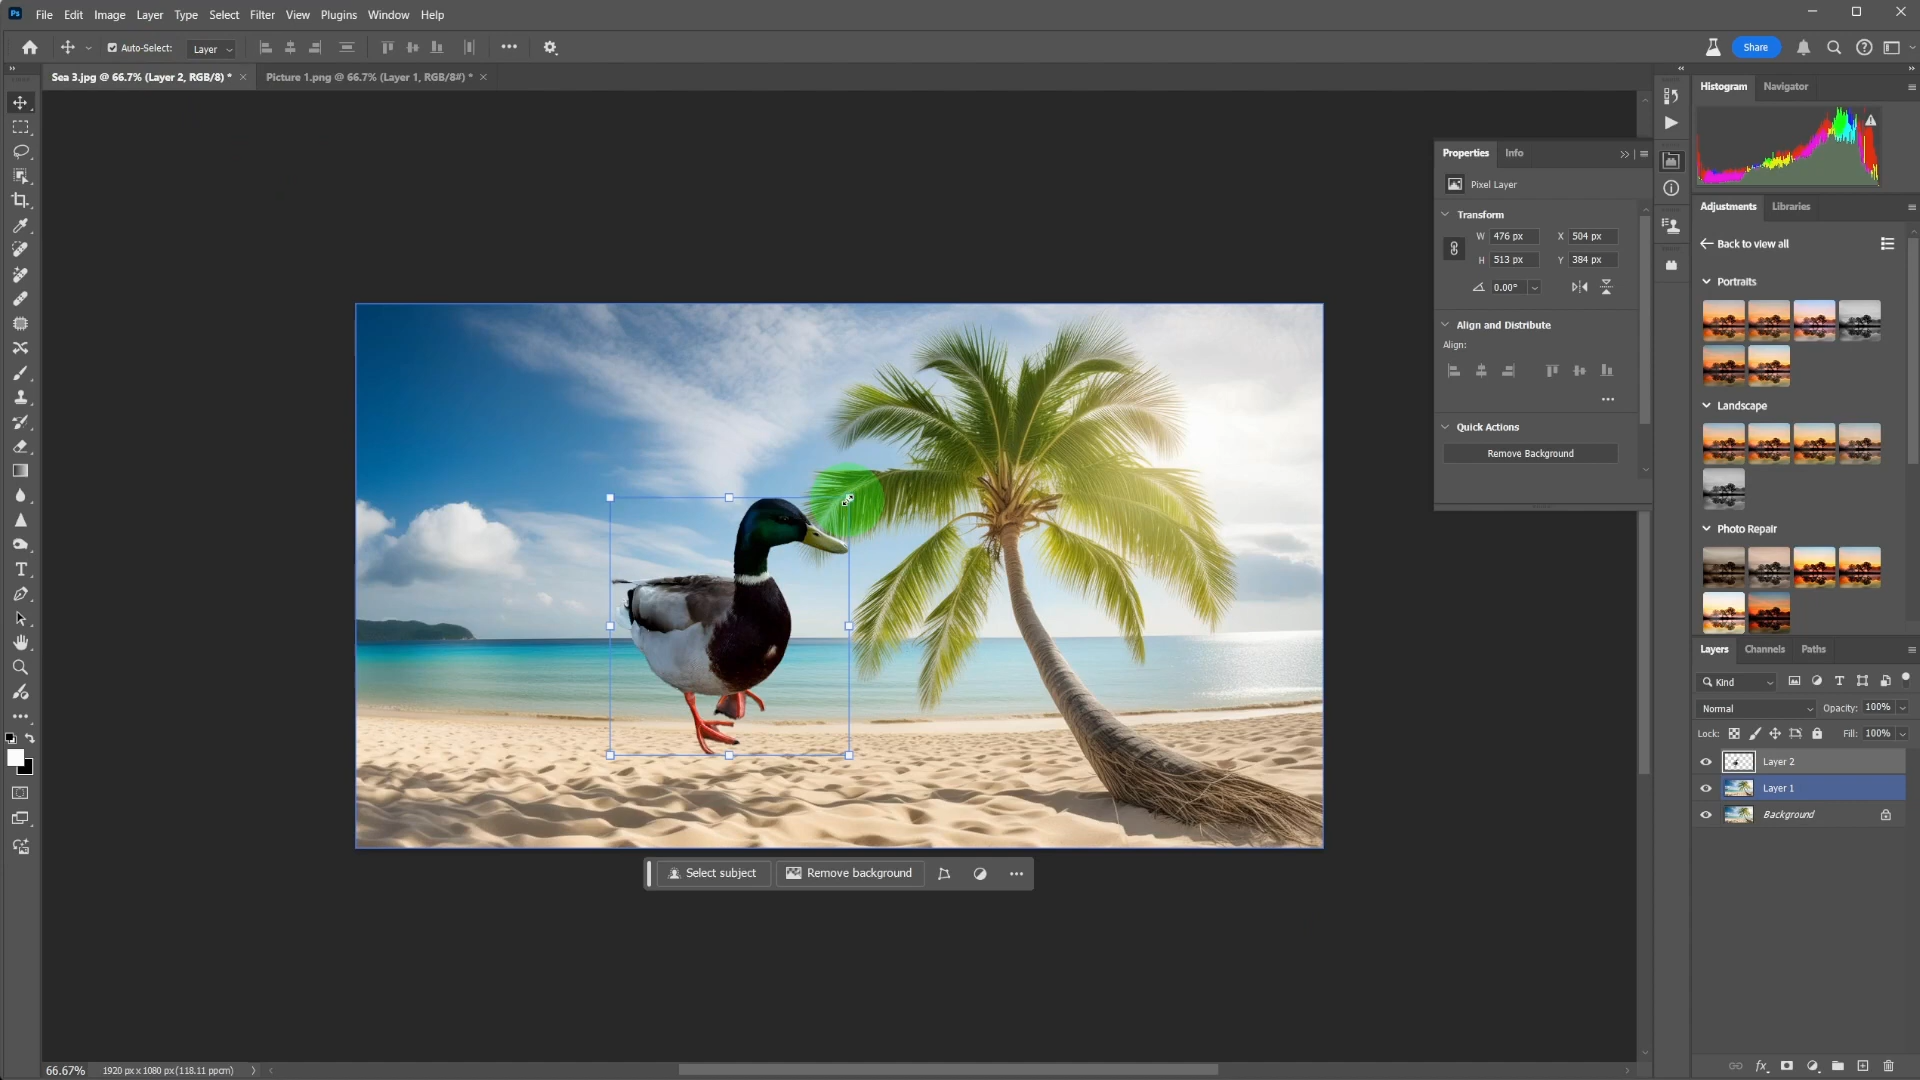 Ps File Edit Image Layer Type Select Filter View Plugins Window Help
Auto-Select: Layer Share
Sea 3.jpg @ 66.7% (Layer 2, RGB/8) * Picture 1.png @ 66.7% (Layer 1, RGB/8#) *
Histogram Navigator
Properties Info
Pixel Layer
Transform
W 476 px X 504 px
H 513 px Y 384 px
0.00°
Align and Distribute
Align:
Quick Actions
Remove Background
Adjustments Libraries
Back to view all
Portraits
Landscape
Photo Repair
Layers Channels Paths
Kind
Normal Opacity: 100%
Lock: Fill: 100%
Layer 2
Layer 1
Background
Select subject Remove background
66.67% 1920 px x 1080 px (118.11 ppcm)